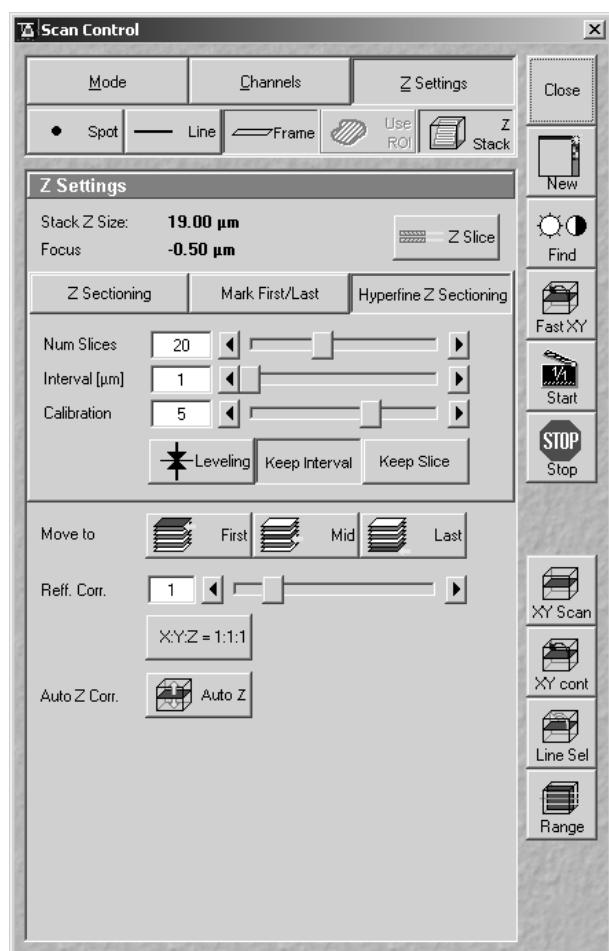 Scan Control
Mode
Channels
Z Settings
Close
Spot
Line
Frame
Use ROI
Z Stack
New
Z Settings
Stack Z Size: 19.00 µm
Focus -0.50 µm
Z Slice
Find
Z Sectioning
Mark First/Last
Hyperfine Z Sectioning
Fast XY
Num Slices 20
Interval [µm] 1
Calibration 5
1/1
Start
Leveling
Keep Interval
Keep Slice
STOP
Stop
Move to
First
Mid
Last
Reff. Corr. 1
XY Scan
X:Y:Z = 1:1:1
Auto Z Corr.
Auto Z
XY cont
Line Sel
Range